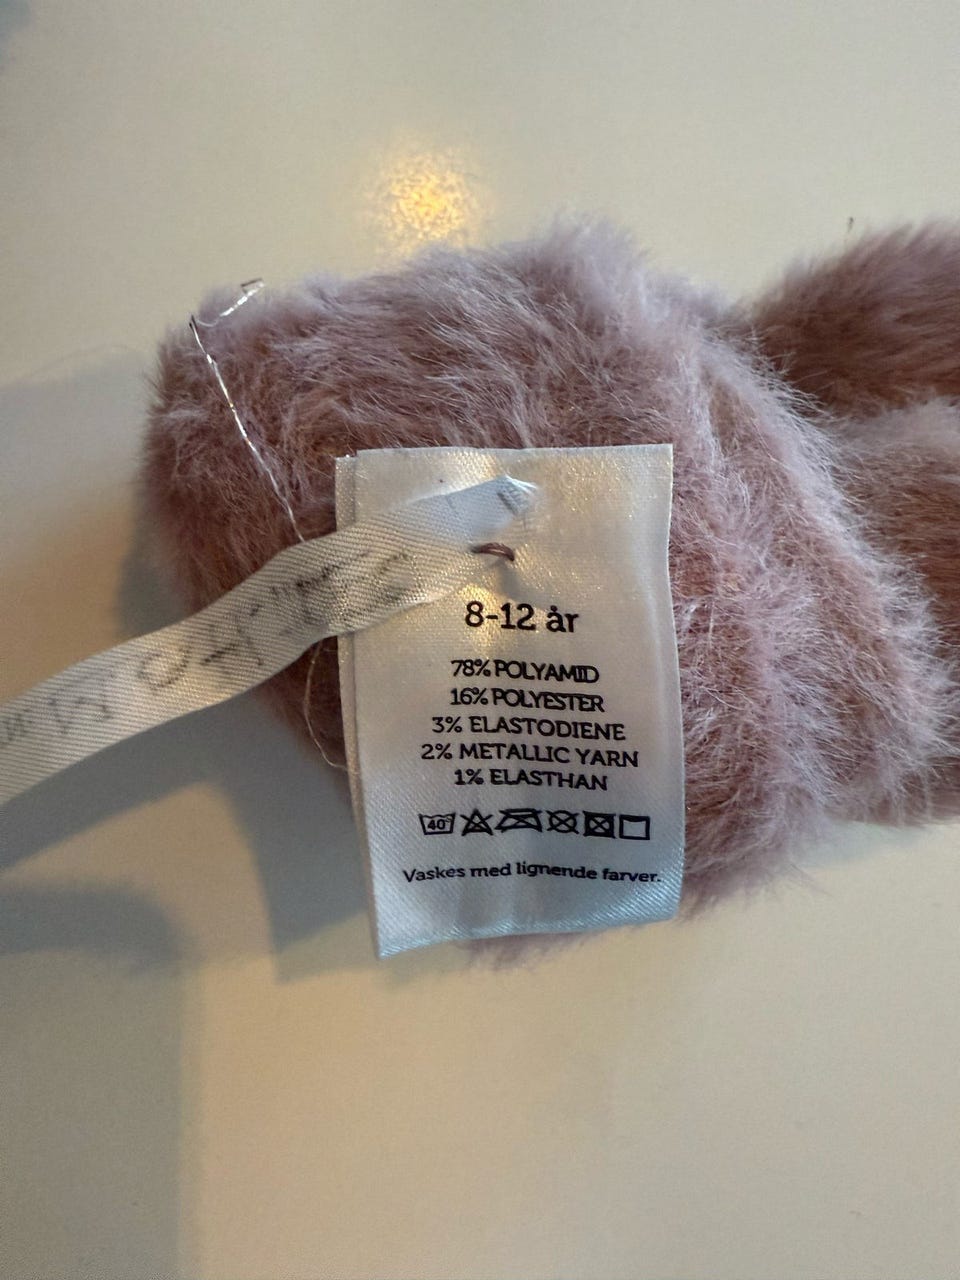 8-12 år
78% POLYAMID
16% POLYESTER
3% ELASTODIENE
2% METALLIC YARN
1% ELASTHAN
40°
Vaskes med lignende farver.